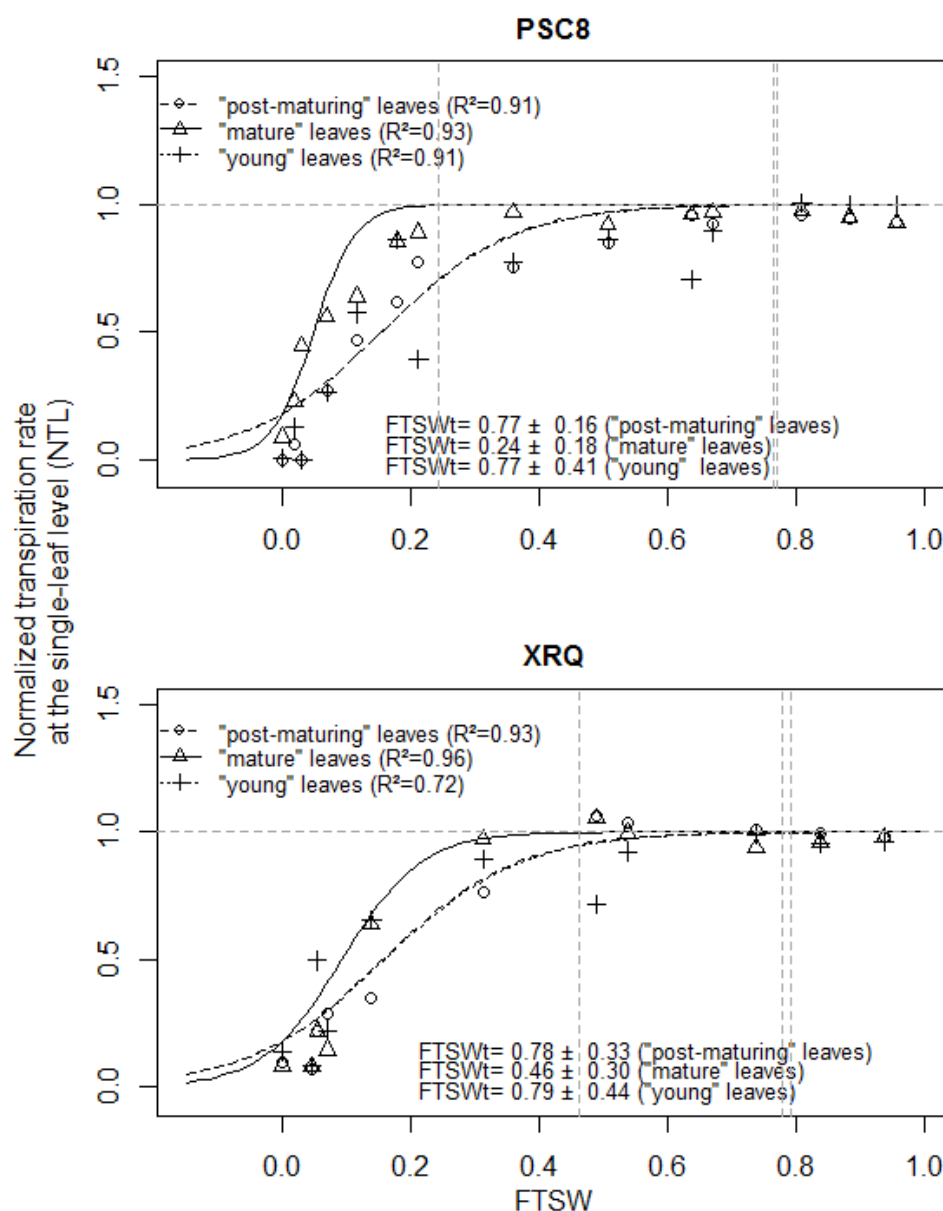 PSC8
1.5
1.0
0.5
0.0
"post-maturing" leaves (R²=0.91)
"mature" leaves (R²=0.93)
"young" leaves (R²=0.91)
FTSWt= 0.77 ± 0.16 ("post-maturing" leaves)
FTSWt= 0.24 ± 0.18 ("mature" leaves)
FTSWt= 0.77 ± 0.41 ("young" leaves)
0.0 0.2 0.4 0.6 0.8 1.0
Normalized transpiration rate
at the single-leaf level (NTL)
XRQ
1.5
1.0
0.5
0.0
"post-maturing" leaves (R²=0.93)
"mature" leaves (R²=0.96)
"young" leaves (R²=0.72)
FTSWt= 0.78 ± 0.33 ("post-maturing" leaves)
FTSWt= 0.46 ± 0.30 ("mature" leaves)
FTSWt= 0.79 ± 0.44 ("young" leaves)
0.0 0.2 0.4 0.6 0.8 1.0
FTSW